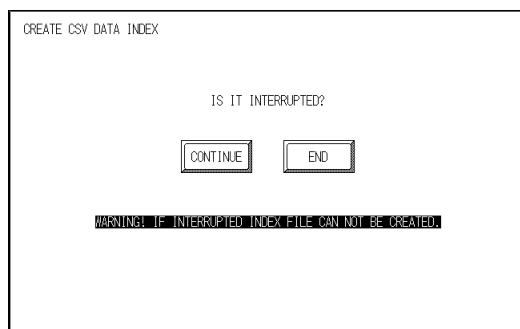 CREATE CSV DATA INDEX
IS IT INTERRUPTED?
CONTINUE END
WARNING! IF INTERRUPTED INDEX FILE CAN NOT BE CREATED.